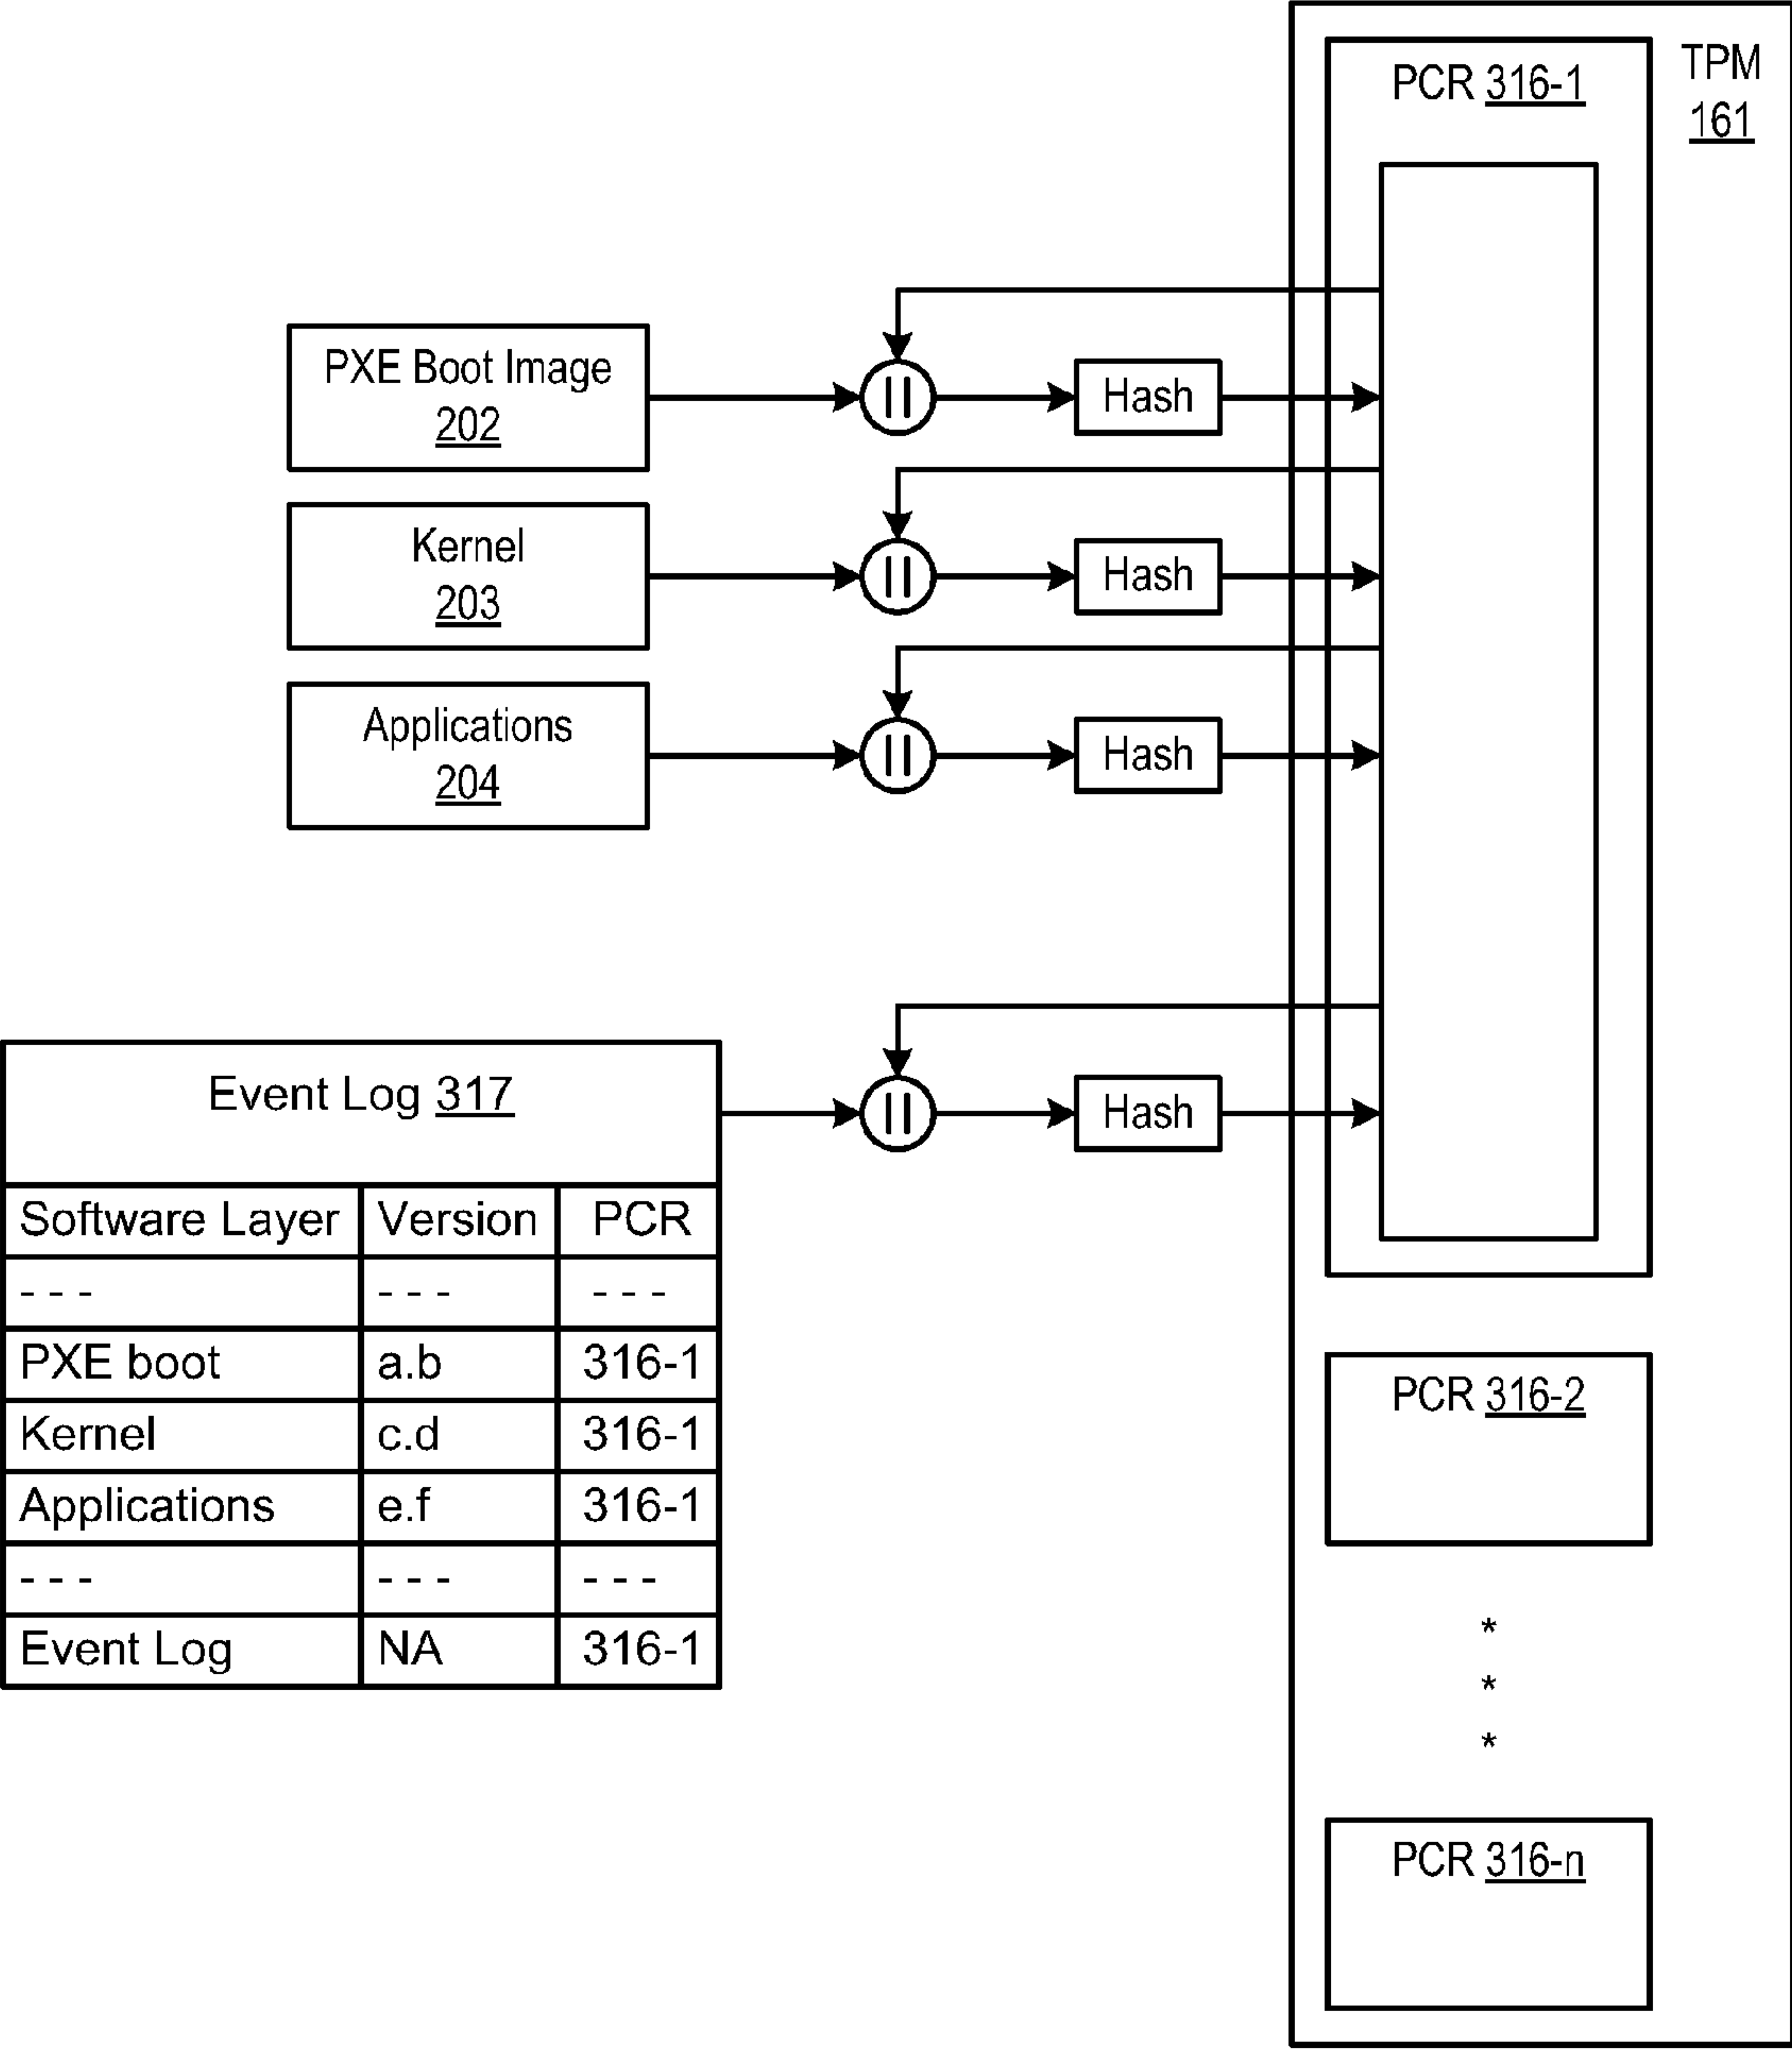 PCR 316-1
TPM
161
PXE Boot Image
202
|| Hash
Kernel
203
|| Hash
Applications
204
|| Hash
Event Log 317
|| Hash
Software Layer Version PCR
- - - - - - - - -
PXE boot a.b 316-1
Kernel c.d 316-1
Applications e.f 316-1
- - - - - - - - -
Event Log NA 316-1
PCR 316-2
*
*
*
PCR 316-n